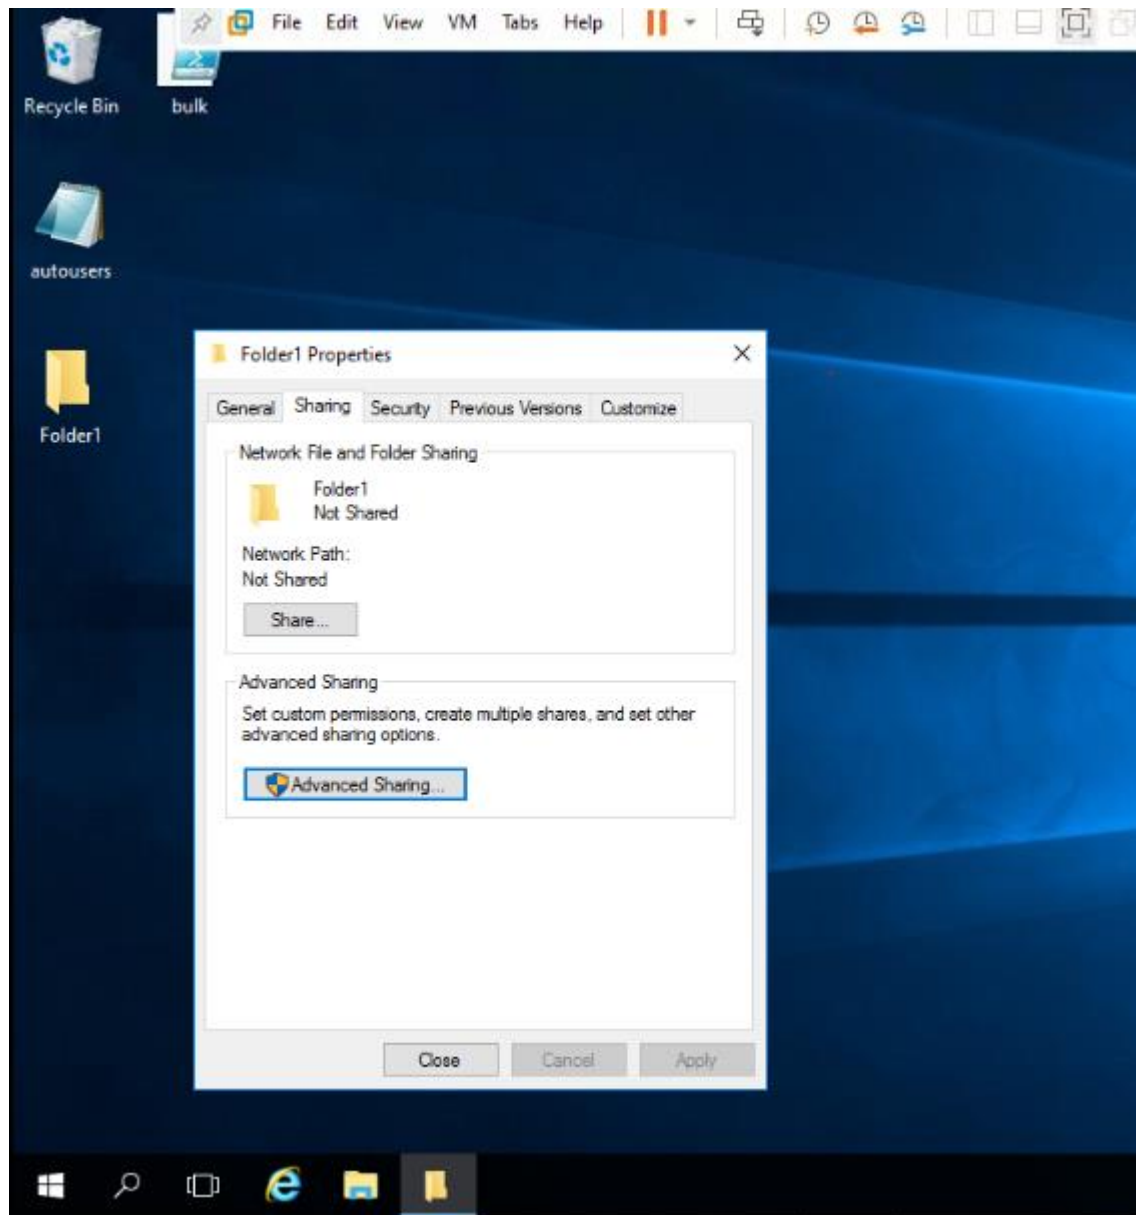 File Edit View VM Tabs Help
Recycle Bin
bulk
autousers
Folder1
Folder1 Properties
General Sharing Security Previous Versions Customize
Network File and Folder Sharing
Folder1
Not Shared
Network Path:
Not Shared
Share...
Advanced Sharing
Set custom permissions, create multiple shares, and set other
advanced sharing options.
Advanced Sharing...
Close Cancel Apply